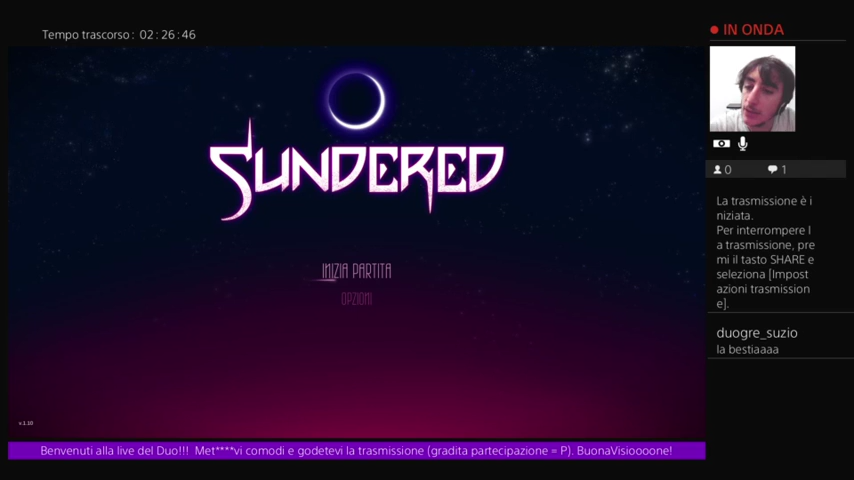 Tempo trascorso: 02:26:46
IN ONDA
SUNDERED
INIZIA PARTITA
OPZIONI
v.1.10
0 1
La trasmissione è i
niziata.
Per interrompere l
a trasmissione, pre
mi il tasto SHARE e
seleziona [Impost
azioni trasmission
e].
duogre_suzio
la bestiaaaa
Benvenuti alla live del Duo!!! Met****vi comodi e godetevi la trasmissione (gradita partecipazione = P). BuonaVisioooone!